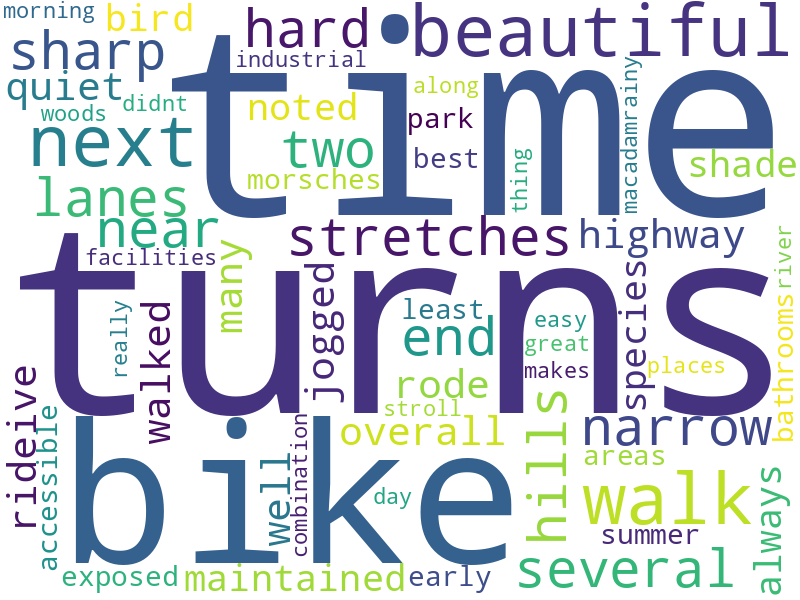 morning
bird
hard
beautiful
sharp
time
industrial
quiet
didnt
along
woods
noted
park
next
two
best
morsches
thing
macadamrainy
shade
lanes
near
stretches
highway
facilities
turns
many
river
really
walked
jogged
least
end
easy
great
makes
species
places
bathrooms
rideive
rode
stroll
overall
hills
narrow
accessible
bike
well
combination
day
areas
walk
always
summer
exposed
maintained
early
several